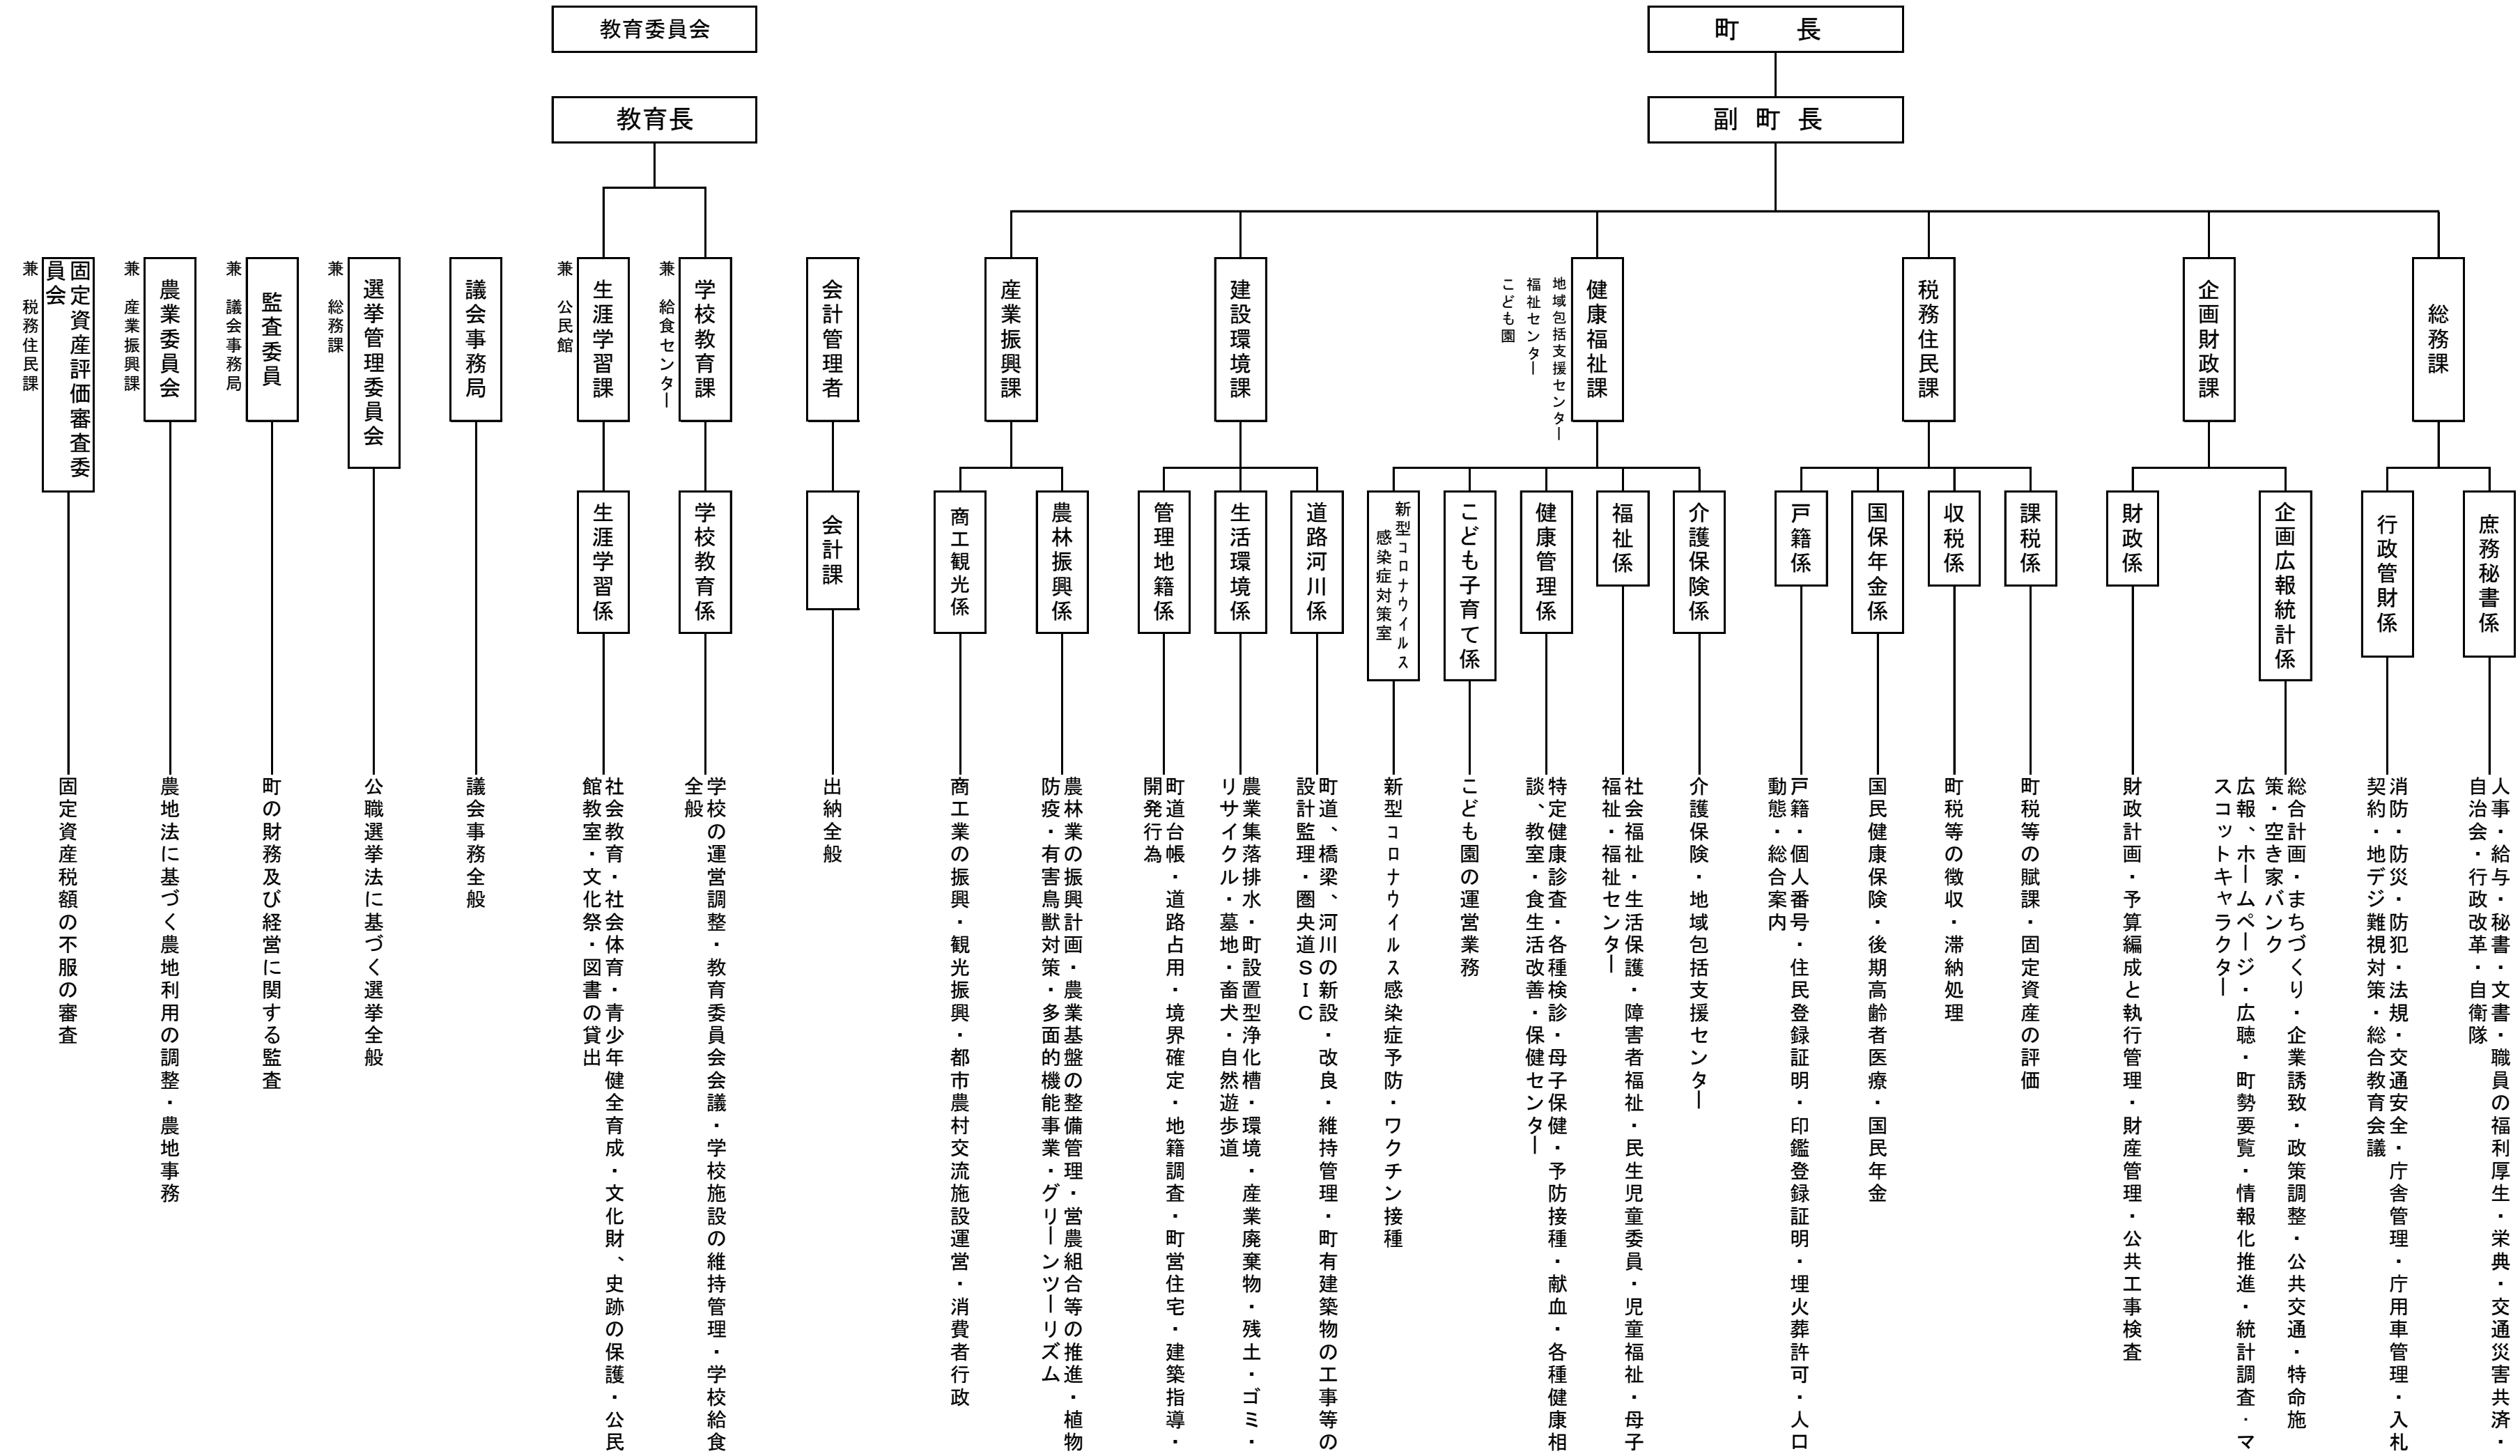 町　　長
副　町　長
教育委員会
教育長
総務課
企画財政課
税務住民課
健康福祉課
地域包括支援センター
福祉センター
こども園
建設環境課
産業振興課
会計管理者
学校教育課
兼　給食センター
生涯学習課
兼　公民館
議会事務局
選挙管理委員会
兼　総務課
監査委員
兼　議会事務局
農業委員会
兼　産業振興課
固定資産評価審査委
員会
兼　税務住民課
庶務秘書係
行政管財係
企画広報統計係
財政係
課税係
収税係
国保年金係
戸籍係
介護保険係
福祉係
健康管理係
こども子育て係
新型コロナウイルス
感染症対策室
道路河川係
生活環境係
管理地籍係
農林振興係
商工観光係
会計課
学校教育係
生涯学習係
人事・給与・秘書・文書・職員の福利厚生・栄典・交通災害共済・
自治会・行政改革・自衛隊
消防・防災・防犯・法規・交通安全・庁舎管理・庁用車管理・入札
契約・地デジ難視対策・総合教育会議
総合計画・まちづくり・企業誘致・政策調整・公共交通・特命施
策・空き家バンク
広報、ホームページ・広聴・町勢要覧・情報化推進・統計調査・マ
スコットキャラクター
財政計画・予算編成と執行管理・財産管理・公共工事検査
町税等の賦課・固定資産の評価
町税等の徴収・滞納処理
国民健康保険・後期高齢者医療・国民年金
戸籍・個人番号・住民登録証明・印鑑登録証明・埋火葬許可・人口
動態・総合案内
介護保険・地域包括支援センター
社会福祉・生活保護・障害者福祉・民生児童委員・児童福祉・母子
福祉・福祉センター
特定健康診査・各種検診・母子保健・予防接種・献血・各種健康相
談、教室・食生活改善・保健センター
こども園の運営業務
新型コロナウイルス感染症予防・ワクチン接種
町道、橋梁、河川の新設・改良・維持管理・町有建築物の工事等の
設計監理・圏央道ＳＩＣ
農業集落排水・町設置型浄化槽・環境・産業廃棄物・残土・ゴミ・
リサイクル・墓地・畜犬・自然遊歩道
町道台帳・道路占用・境界確定・地籍調査・町営住宅・建築指導・
開発行為
農林業の振興計画・農業基盤の整備管理・営農組合等の推進・植物
防疫・有害鳥獣対策・多面的機能事業・グリーンツーリズム
商工業の振興・観光振興・都市農村交流施設運営・消費者行政
出納全般
学校の運営調整・教育委員会会議・学校施設の維持管理・学校給食
全般
社会教育・社会体育・青少年健全育成・文化財、史跡の保護・公民
館教室・文化祭・図書の貸出
議会事務全般
公職選挙法に基づく選挙全般
町の財務及び経営に関する監査
農地法に基づく農地利用の調整・農地事務
固定資産税額の不服の審査